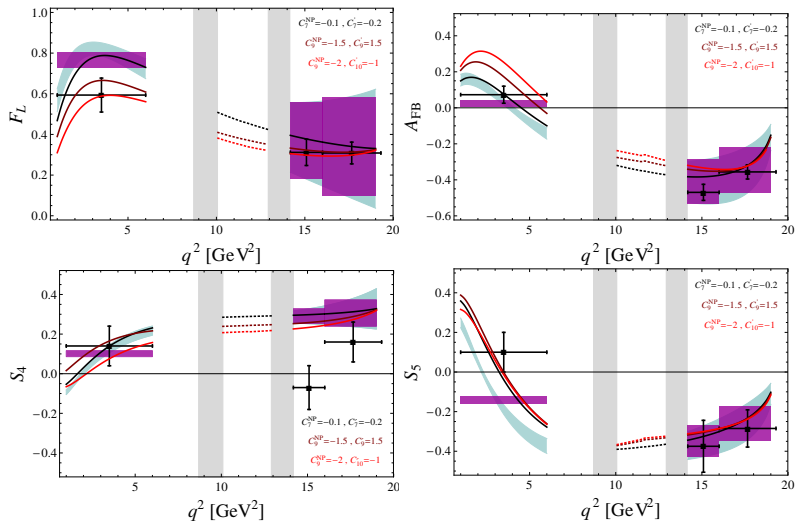 C₇ᴺᴾ=−0.1 , C₇′=−0.2
C₉ᴺᴾ=−1.5 , C₉′=1.5
C₉ᴺᴾ=−2 , C₁₀′=−1
F_L
1.0
0.8
0.6
0.4
0.2
0.0
5
10
15
20
q² [GeV²]
C₇ᴺᴾ=−0.1 , C₇′=−0.2
C₉ᴺᴾ=−1.5 , C₉′=1.5
C₉ᴺᴾ=−2 , C₁₀′=−1
A_FB
0.4
0.2
0.0
−0.2
−0.4
−0.6
5
10
15
20
q² [GeV²]
S₄
0.4
0.2
0.0
−0.2
−0.4
C₇ᴺᴾ=−0.1 , C₇′=−0.2
C₉ᴺᴾ=−1.5 , C₉′=1.5
C₉ᴺᴾ=−2 , C₁₀′=−1
5
10
15
20
q² [GeV²]
C₇ᴺᴾ=−0.1 , C₇′=−0.2
C₉ᴺᴾ=−1.5 , C₉′=1.5
C₉ᴺᴾ=−2 , C₁₀′=−1
S₅
0.4
0.2
0.0
−0.2
−0.4
5
10
15
20
q² [GeV²]